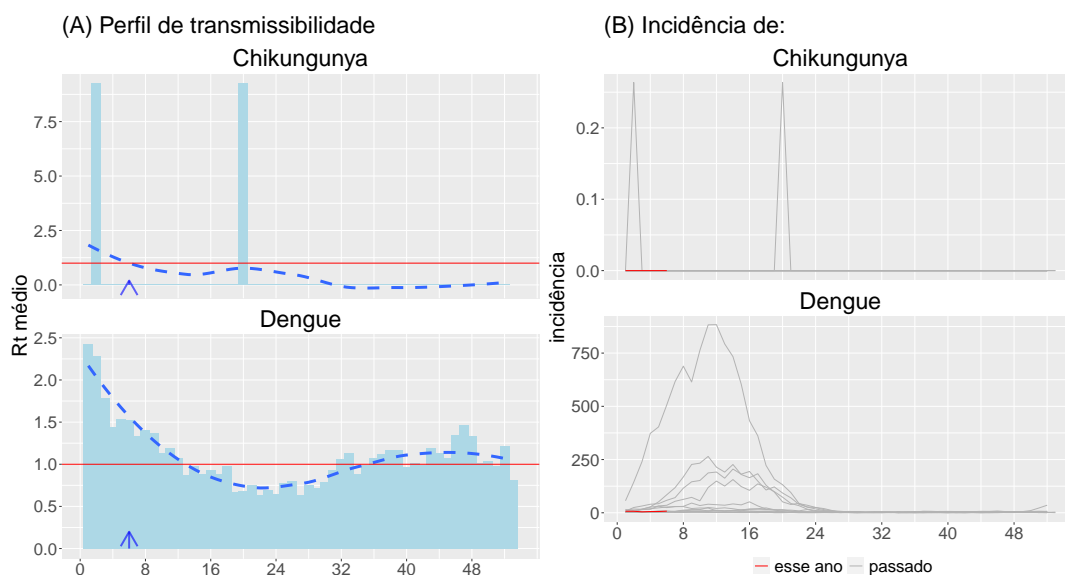 (A) Perfil de transmissibilidade
Chikungunya
7.5
5.0
2.5
0.0
Dengue
2.5
2.0
1.5
1.0
0.5
0.0
0 8 16 24 32 40 48
Rt médio
(B) Incidência de:
Chikungunya
0.2
0.1
0.0
Dengue
750
500
250
0
0 8 16 24 32 40 48
incidência
esse ano passado